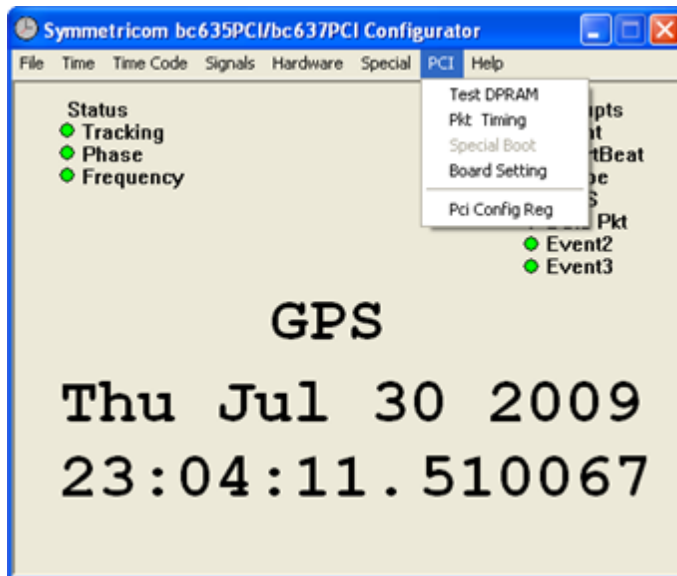 Symmetricom bc635PCI/bc637PCI Configurator
File Time Time Code Signals Hardware Special PCI Help
Test DPRAM
Pkt Timing
Special Boot
Board Setting
Pci Config Reg
Status
Tracking
Phase
Frequency
Pkt
Event2
Event3
GPS
Thu Jul 30 2009
23:04:11.510067